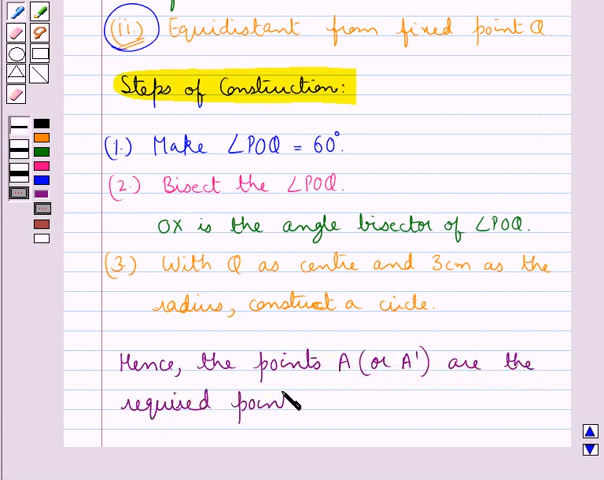 (ii.) Equidistant from fixed point Q
Steps of Construction:
(1.) Make ∠POQ = 60°.
(2.) Bisect the ∠POQ.
OX is the angle bisector of ∠POQ.
(3.) With Q as centre and 3cm as the
radius, construct a circle.
Hence, the points A (or A') are the
required poin